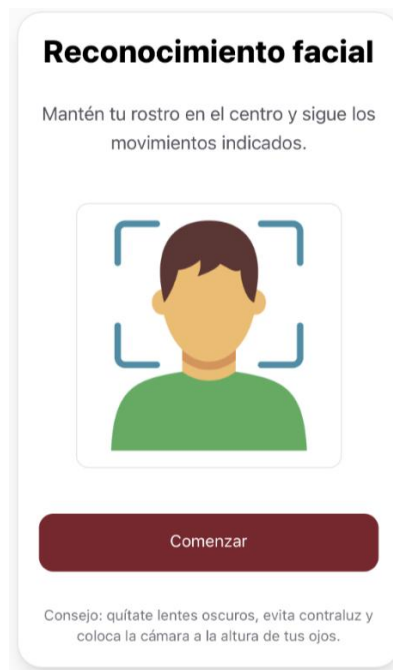 Reconocimiento facial
Mantén tu rostro en el centro y sigue los
movimientos indicados.
Comenzar
Consejo: quítate lentes oscuros, evita contraluz y
coloca la cámara a la altura de tus ojos.